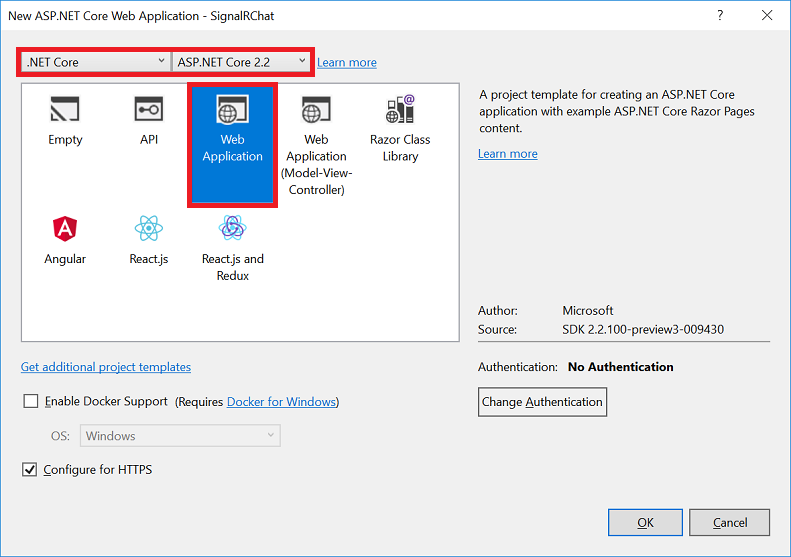 New ASP.NET Core Web Application - SignalRChat
.NET Core
ASP.NET Core 2.2
Learn more
Empty
API
Web
Application
Web
Application
(Model-View-
Controller)
Razor Class
Library
Angular
React.js
React.js and
Redux
A project template for creating an ASP.NET Core
application with example ASP.NET Core Razor Pages
content.
Learn more
Author: Microsoft
Source: SDK 2.2.100-preview3-009430
Get additional project templates
Authentication: No Authentication
Enable Docker Support (Requires Docker for Windows)
Change Authentication
OS: Windows
Configure for HTTPS
OK
Cancel